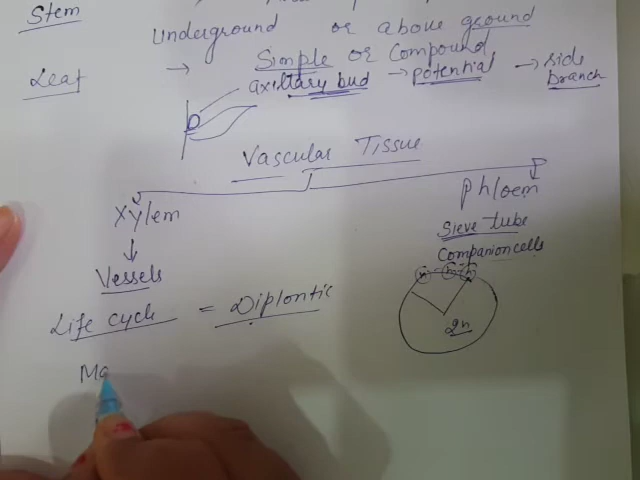 Stem
Underground or above ground
Leaf → Simple or Compound
axillary bud → potential → side branch
Vascular Tissue
Xylem
Phloem
Vessels
Sieve tube
Companion cells
Life cycle = Diplontic
2n
Ma